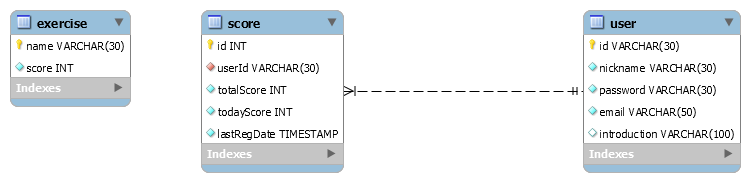 exercise
name VARCHAR(30)
score INT
Indexes
score
id INT
userId VARCHAR(30)
totalScore INT
todayScore INT
lastRegDate TIMESTAMP
Indexes
user
id VARCHAR(30)
nickname VARCHAR(30)
password VARCHAR(30)
email VARCHAR(50)
introduction VARCHAR(100)
Indexes